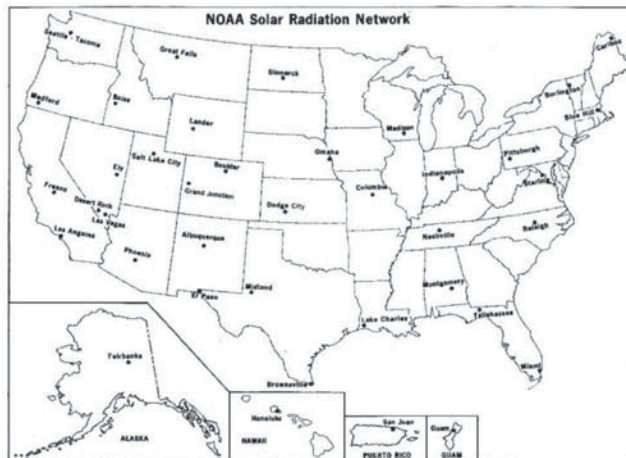 NOAA Solar Radiation Network
Seattle - Tacoma
Great Falls
Bismarck
Caribou
Medford
Boise
Lander
Madison
Burlington
Blue Hill
Ely
Salt Lake City
Boulder
Omaha
Pittsburgh
Grand Junction
Columbia
Indianapolis
Sterling
Fresno
Desert Rock
Las Vegas
Dodge City
Nashville
Raleigh
Los Angeles
Phoenix
Albuquerque
El Paso
Midland
Montgomery
Lake Charles
Tallahassee
Miami
Brownsville
Fairbanks
ALASKA
Honolulu
HAWAII
San Juan
PUERTO RICO
Guam
GUAM